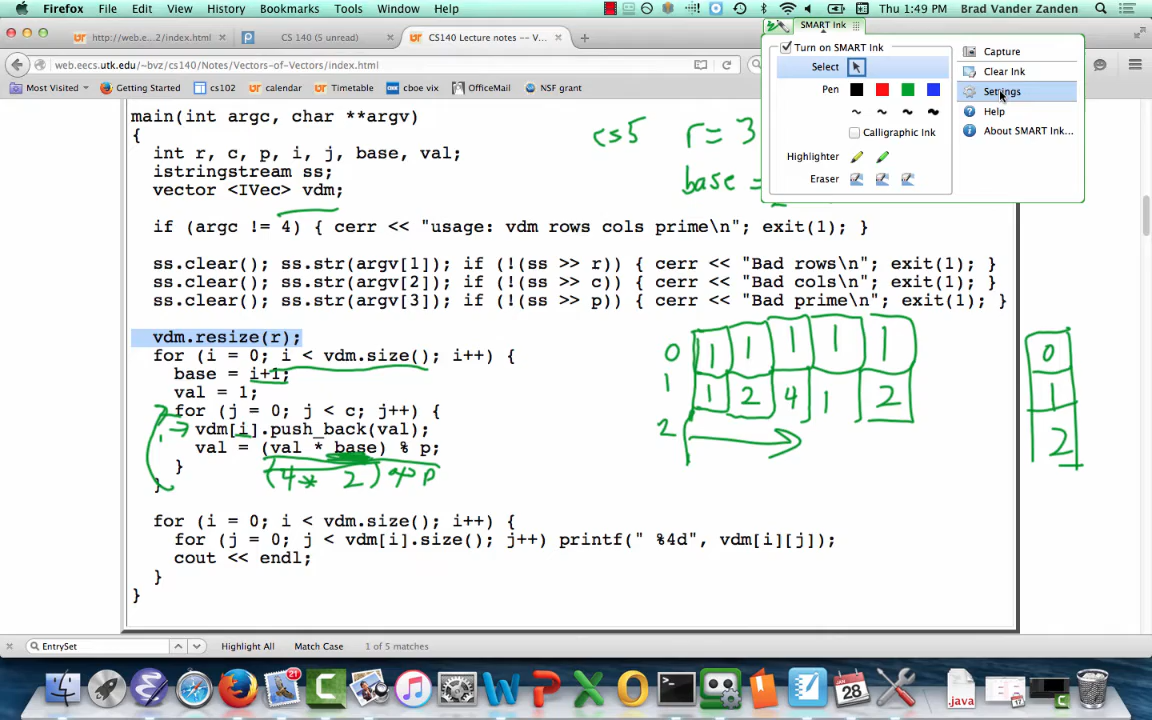 Firefox File Edit View History Bookmarks Tools Window Help
Thu 1:49 PM Brad Vander Zanden
SMART Ink
http://web.e...2/index.html
CS 140 (5 unread)
CS140 Lecture notes -- V...
web.eecs.utk.edu/~bvz/cs140/Notes/Vectors-of-Vectors/index.html
Most Visited
Getting Started
cs102
calendar
Timetable
cboe vix
OfficeMail
NSF grant
Turn on SMART Ink
Select
Pen
Calligraphic Ink
Highlighter
Eraser
Capture
Clear Ink
Settings
Help
About SMART Ink...
main(int argc, char **argv)
{
int r, c, p, i, j, base, val;
istringstream ss;
vector <IVec> vdm;
cs5 r = 3
base =
if (argc != 4) { cerr << "usage: vdm rows cols prime\n"; exit(1); }
ss.clear(); ss.str(argv[1]); if (!(ss >> r)) { cerr << "Bad rows\n"; exit(1); }
ss.clear(); ss.str(argv[2]); if (!(ss >> c)) { cerr << "Bad cols\n"; exit(1); }
ss.clear(); ss.str(argv[3]); if (!(ss >> p)) { cerr << "Bad prime\n"; exit(1); }
vdm.resize(r);
for (i = 0; i < vdm.size(); i++) {
base = i+1;
val = 1;
for (j = 0; j < c; j++) {
vdm[i].push_back(val);
val = (val * base) % p;
}
(4* 2) % p
}
0 1 1 1 1 1
1 1 2 4 1 2
2
0
1
2
for (i = 0; i < vdm.size(); i++) {
for (j = 0; j < vdm[i].size(); j++) printf(" %4d", vdm[i][j]);
cout << endl;
}
}
EntrySet
Highlight All
Match Case
1 of 5 matches
21
28
.java
17